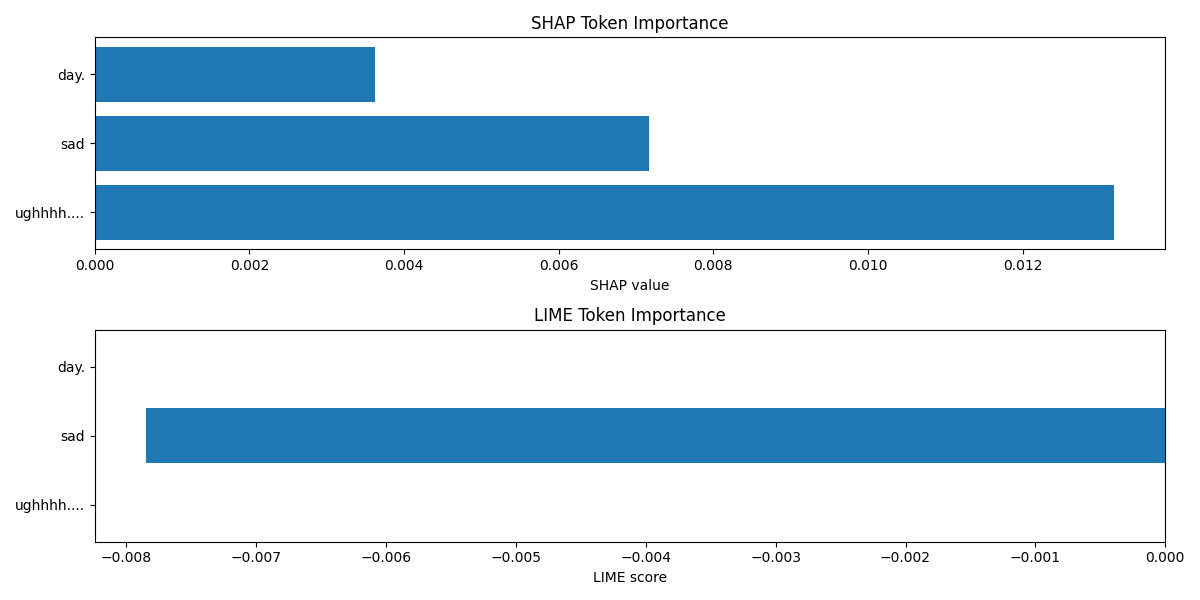 SHAP Token Importance
day.
sad
ughhhh....
0.000 0.002 0.004 0.006 0.008 0.010 0.012
SHAP value
LIME Token Importance
day.
sad
ughhhh....
−0.008 −0.007 −0.006 −0.005 −0.004 −0.003 −0.002 −0.001 0.000
LIME score